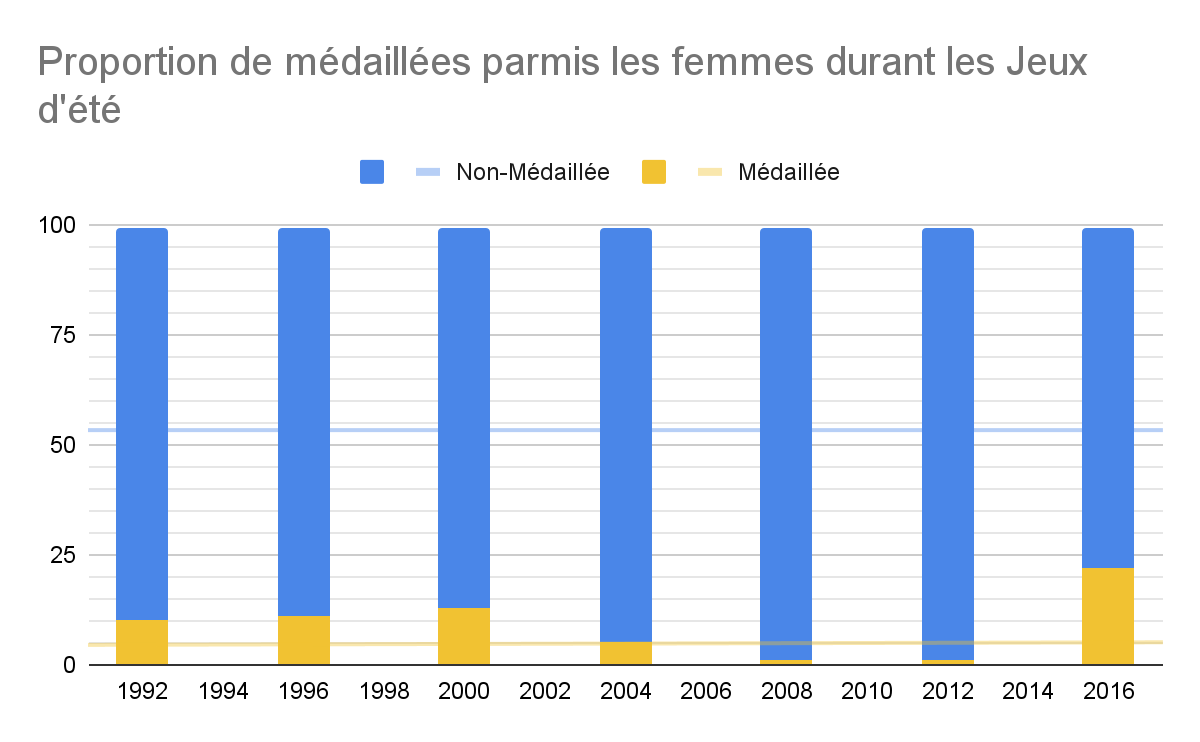 Proportion de médaillées parmis les femmes durant les Jeux
d'été
Non-Médaillée Médaillée
100
75
50
25
0
1992 1994 1996 1998 2000 2002 2004 2006 2008 2010 2012 2014 2016